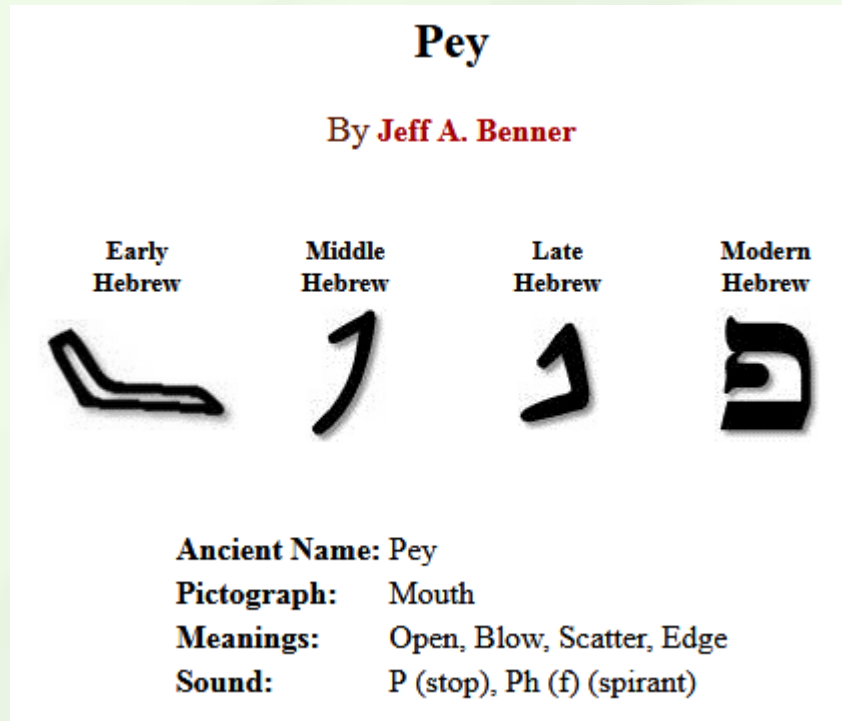 Pey
By Jeff A. Benner
Early Hebrew
Middle Hebrew
Late Hebrew
Modern Hebrew
פ
Ancient Name: Pey
Pictograph: Mouth
Meanings: Open, Blow, Scatter, Edge
Sound: P (stop), Ph (f) (spirant)